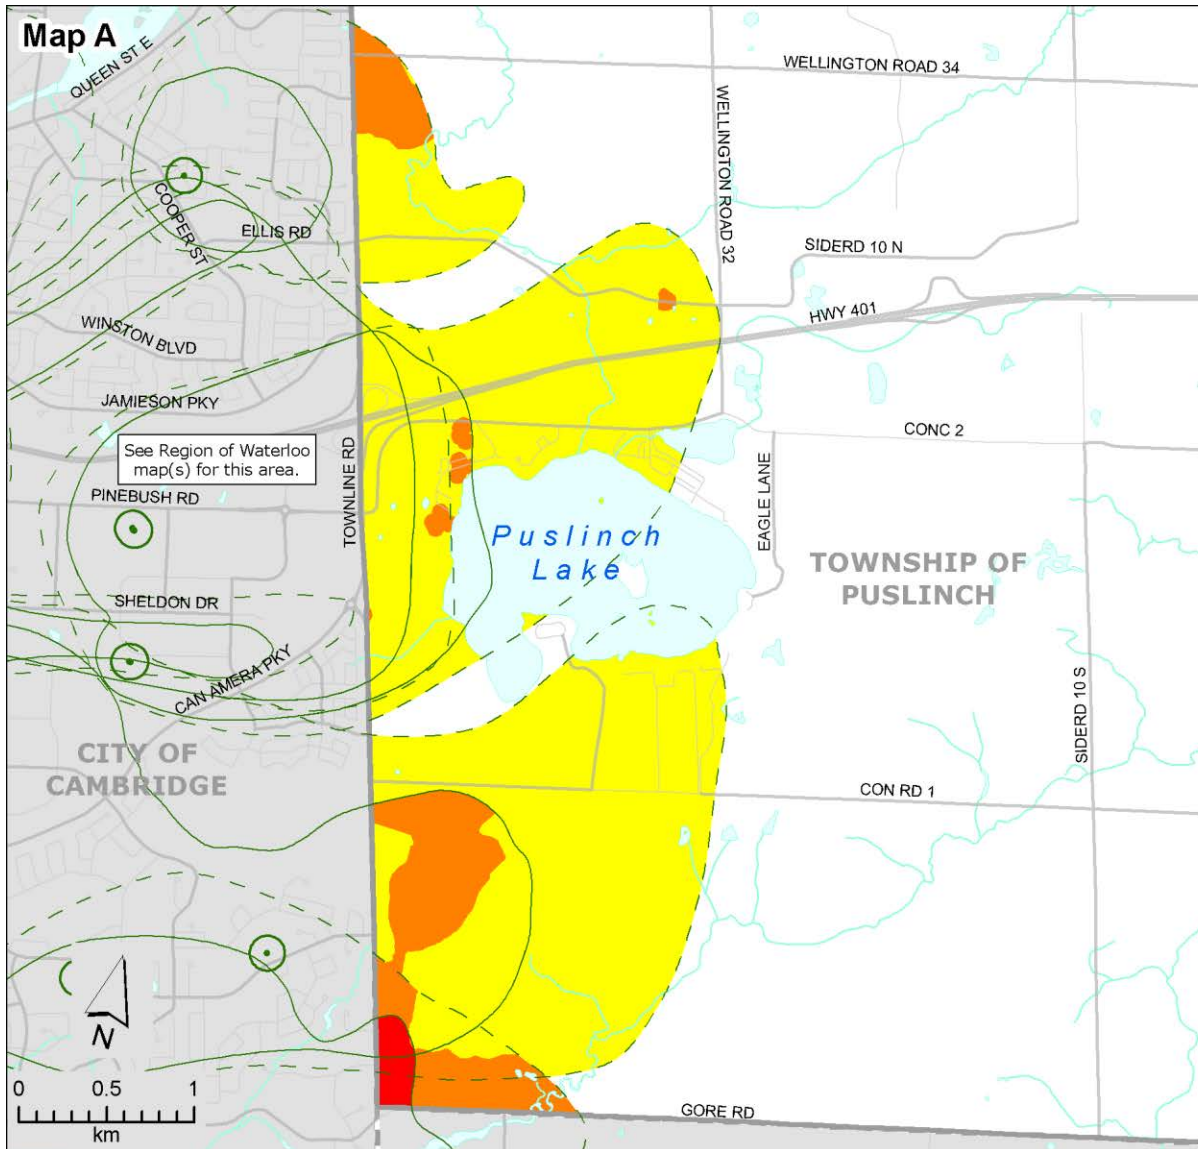 Map A
QUEEN ST E
WELLINGTON ROAD 34
WELLINGTON ROAD 32
COOPER ST
ELLIS RD
SIDERD 10 N
HWY 401
WINSTON BLVD
JAMIESON PKY
CONC 2
See Region of Waterloo
map(s) for this area.
PINEBUSH RD
TOWNLINE RD
EAGLE LANE
Puslinch
Lake
TOWNSHIP OF
PUSLINCH
SHELDON DR
CAN AMERA PKY
SIDERD 10 S
CITY OF
CAMBRIDGE
CON RD 1
N
0 0.5 1
km
GORE RD